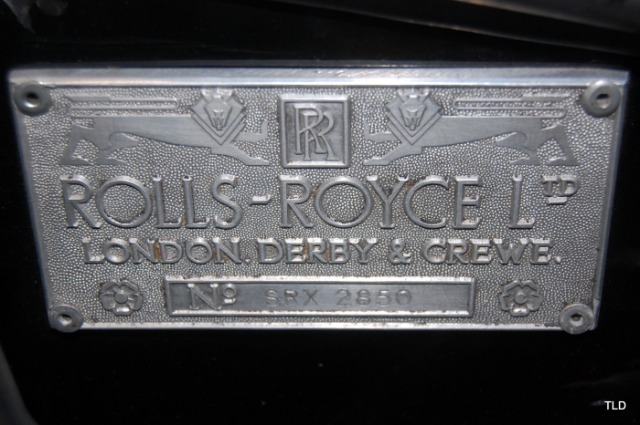 RR
ROLLS-ROYCE LTD
LONDON. DERBY & CREWE.
No SRX 2850
TLD